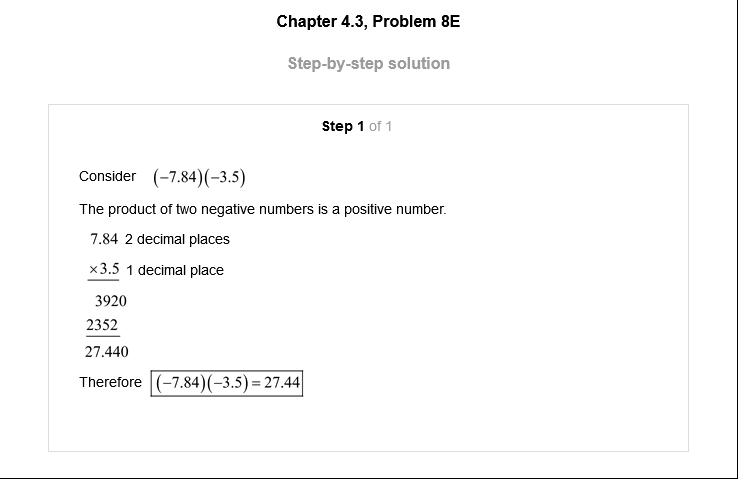 Chapter 4.3, Problem 8E
Step-by-step solution
Step 1 of 1
Consider (−7.84)(−3.5)
The product of two negative numbers is a positive number.
7.84 2 decimal places
×3.5 1 decimal place
3920
2352
27.440
Therefore (−7.84)(−3.5) = 27.44